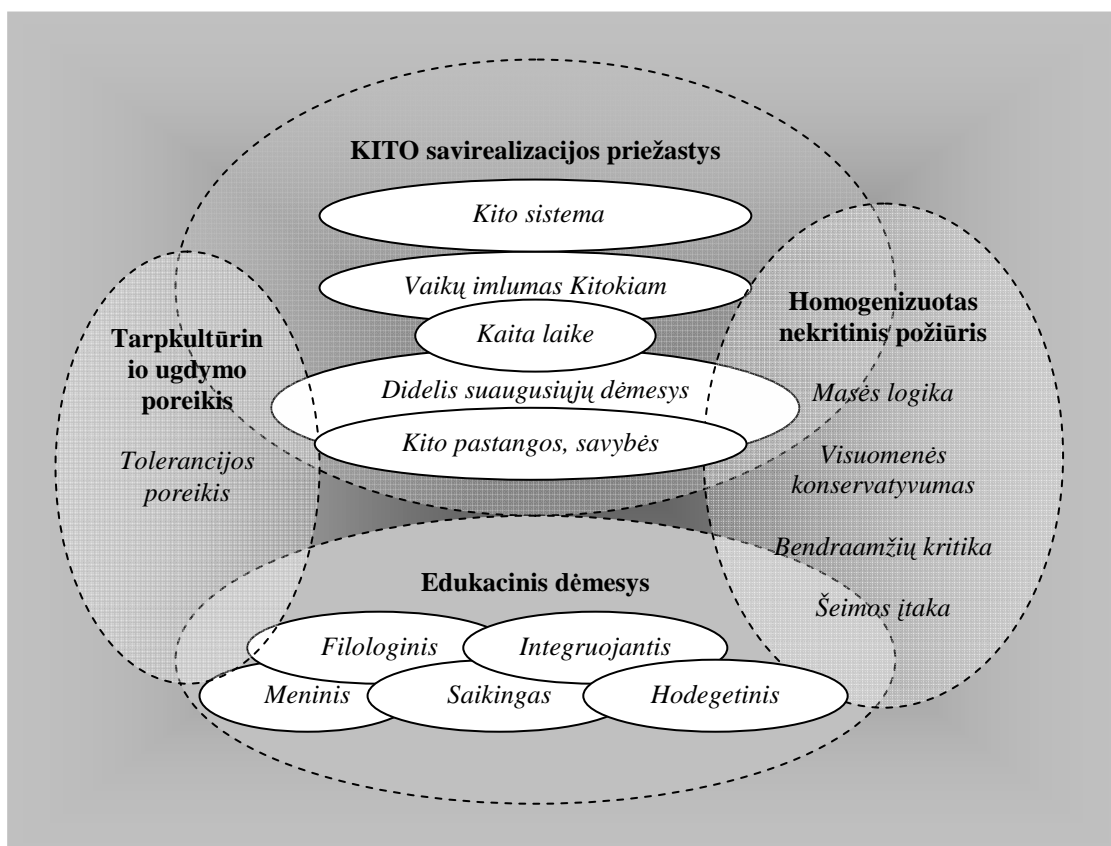 KITO savirealizacijos priežastys
Kito sistema
Vaikų imlumas Kitokiam
Kaita laike
Didelis suaugusiųjų dėmesys
Kito pastangos, savybės
Tarpkultūrin
io ugdymo
poreikis
Tolerancijos
poreikis
Homogenizuotas
nekritinis požiūris
Masės logika
Visuomenės
konservatyvumas
Bendraamžių kritika
Šeimos įtaka
Edukacinis dėmesys
Filologinis
Integruojantis
Meninis
Saikingas
Hodegetinis